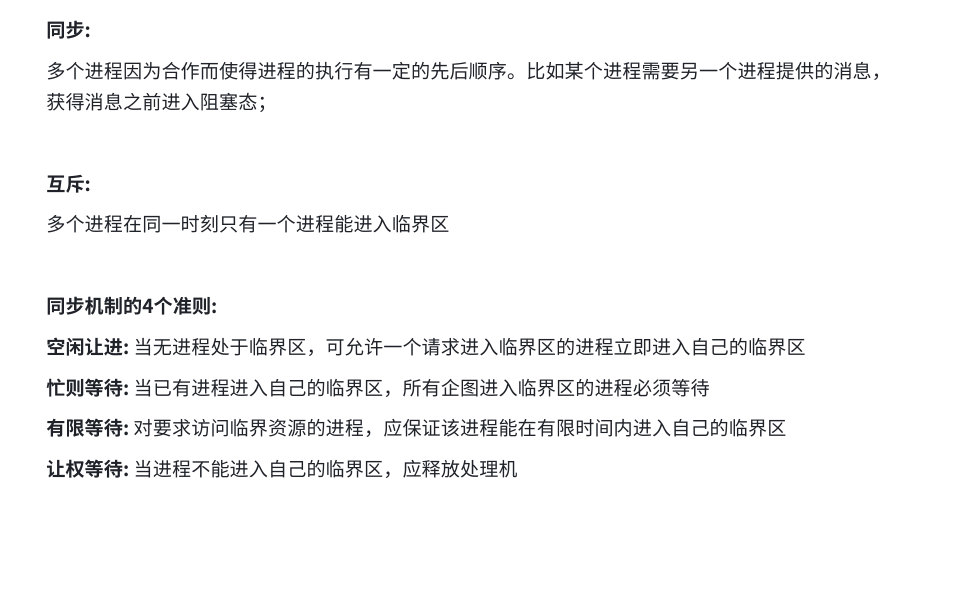 同步:
多个进程因为合作而使得进程的执行有一定的先后顺序。比如某个进程需要另一个进程提供的消息，
获得消息之前进入阻塞态；
互斥:
多个进程在同一时刻只有一个进程能进入临界区
同步机制的4个准则:
空闲让进: 当无进程处于临界区，可允许一个请求进入临界区的进程立即进入自己的临界区
忙则等待: 当已有进程进入自己的临界区，所有企图进入临界区的进程必须等待
有限等待: 对要求访问临界资源的进程，应保证该进程能在有限时间内进入自己的临界区
让权等待: 当进程不能进入自己的临界区，应释放处理机